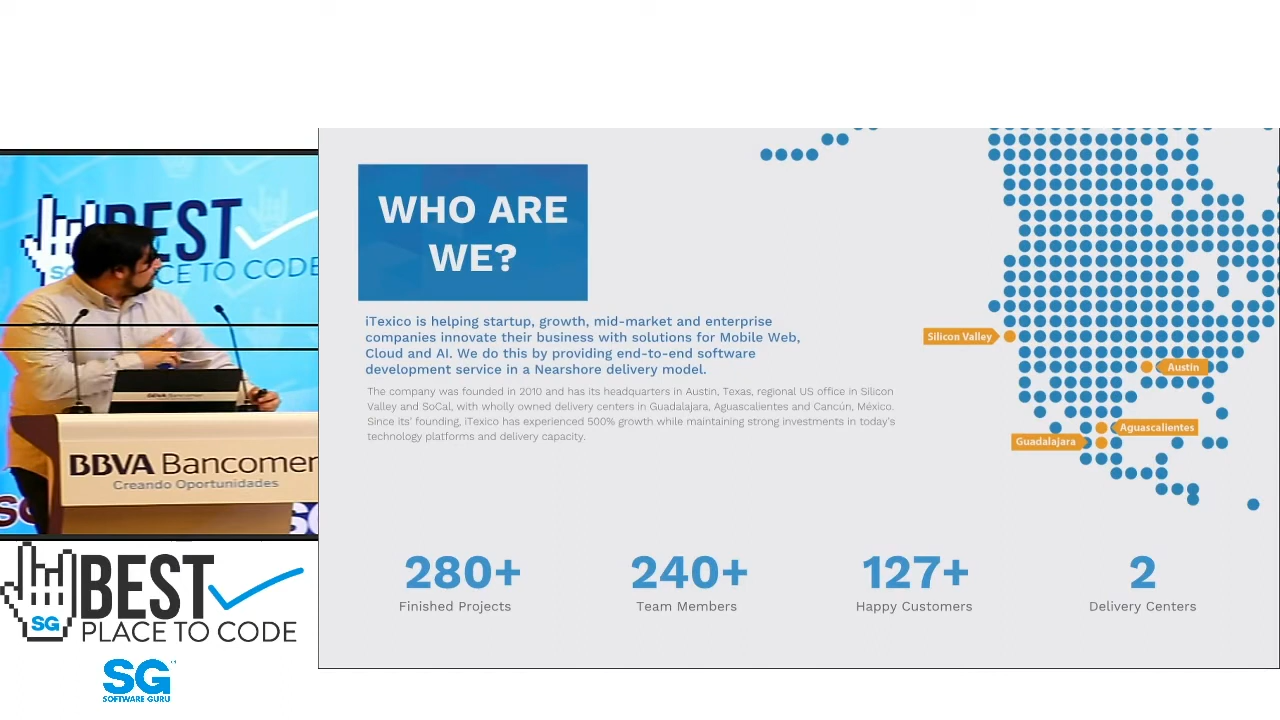 BEST
PLACE TO CODE
BBVA Bancomer
BBVA Bancomer
Creando Oportunidades
BEST
SG
PLACE TO CODE
SG
SOFTWARE GURU
WHO ARE
WE?
iTexico is helping startup, growth, mid-market and enterprise
companies innovate their business with solutions for Mobile Web,
Cloud and AI. We do this by providing end-to-end software
development service in a Nearshore delivery model.
The company was founded in 2010 and has its headquarters in Austin, Texas, regional US office in Silicon
Valley and SoCal, with wholly owned delivery centers in Guadalajara, Aguascalientes and Cancún, México.
Since its' founding, iTexico has experienced 500% growth while maintaining strong investments in today's
technology platforms and delivery capacity.
Silicon Valley
Austin
Aguascalientes
Guadalajara
280+
Finished Projects
240+
Team Members
127+
Happy Customers
2
Delivery Centers